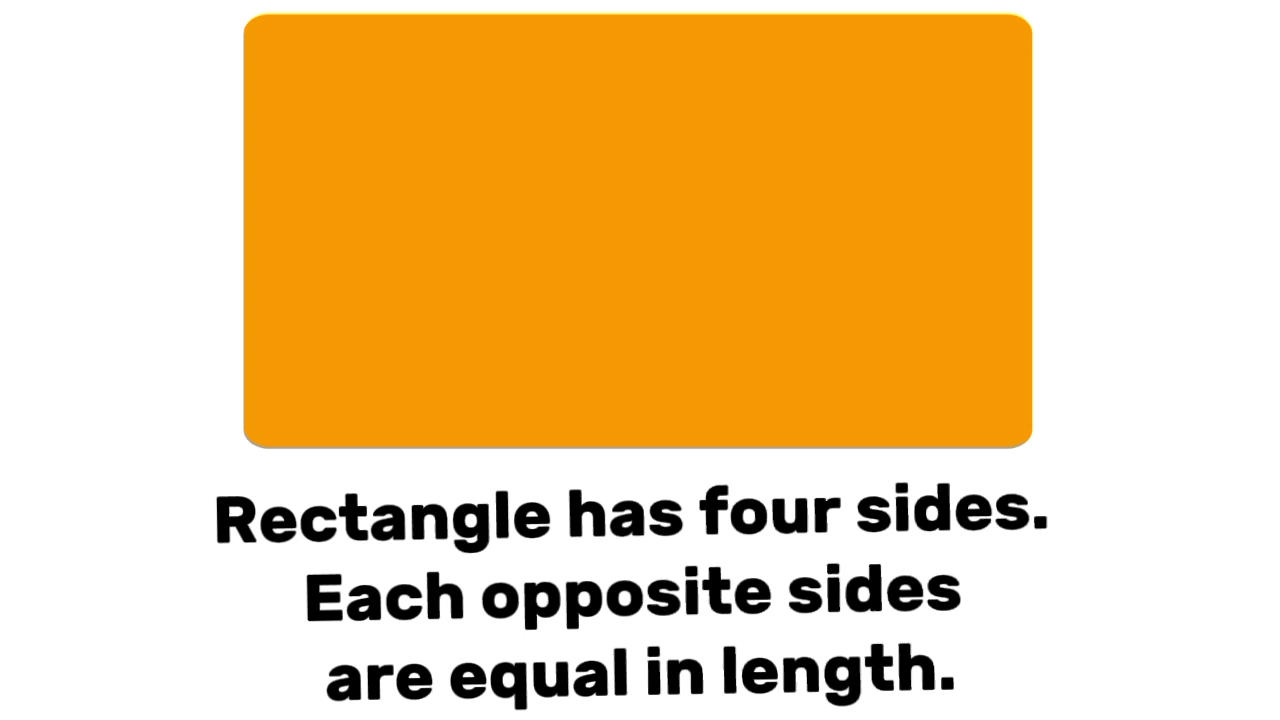 Rectangle has four sides.
Each opposite sides
are equal in length.